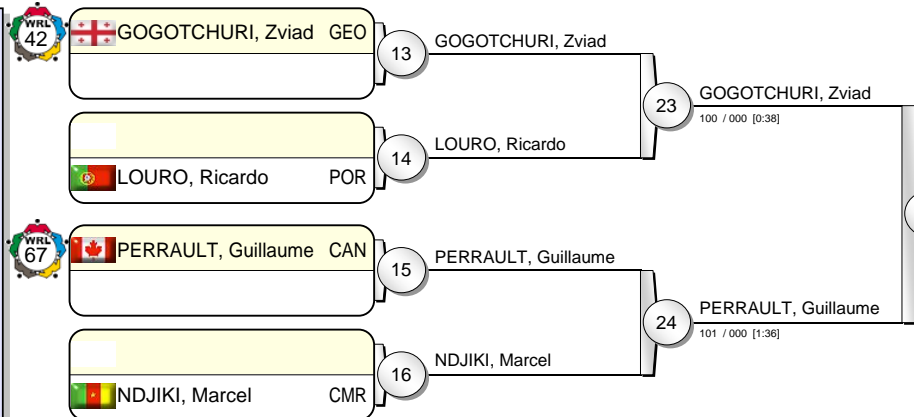 WRL
42
GOGOTCHURI, Zviad GEO
13
GOGOTCHURI, Zviad
23
GOGOTCHURI, Zviad
100 / 000 [0:38]
LOURO, Ricardo POR
14
LOURO, Ricardo
WRL
67
PERRAULT, Guillaume CAN
15
PERRAULT, Guillaume
24
PERRAULT, Guillaume
101 / 000 [1:36]
NDJIKI, Marcel CMR
16
NDJIKI, Marcel